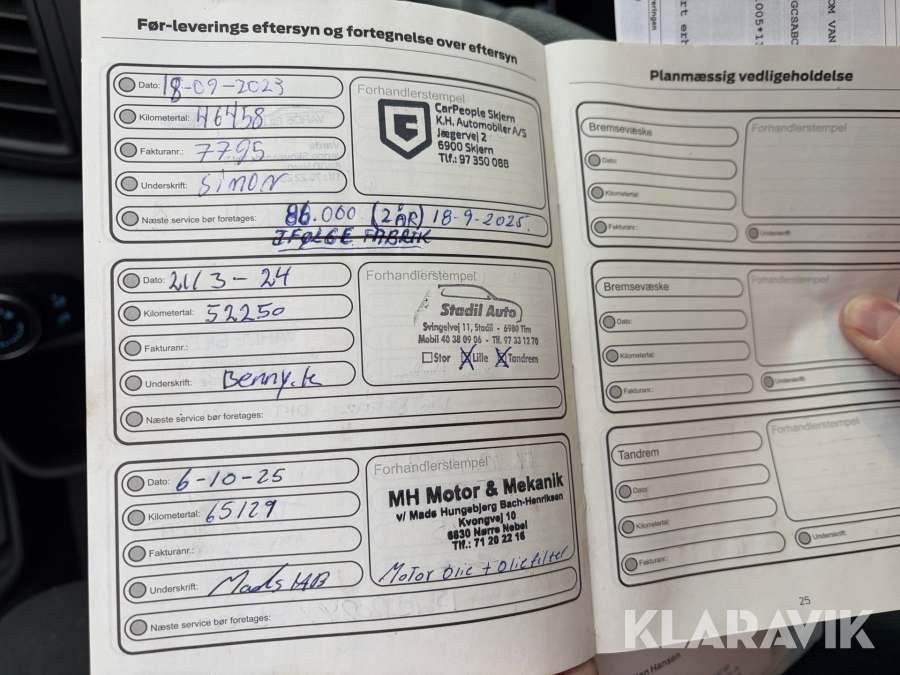 Før-leverings eftersyn og fortegnelse over eftersyn
Dato: 18-09-2023
Kilometertal: 46458
Fakturanr.: 7795
Underskrift: Simon
Næste service bør foretages: 86.000 (2 ÅR) 18-9-2025.
IFØLGE FABRIK
Forhandlerstempel
CarPeople Skjern
K.H. Automobiler A/S
Jægervej 2
6900 Skjern
Tlf.: 97 350 088
Dato: 21/3-24
Kilometertal: 52250
Fakturanr.:
Underskrift: Benny.k
Næste service bør foretages:
Forhandlerstempel
Stadil Auto
Svingelvej 11, Stadil - 6980 Tim
Mobil 40 38 09 06 - Tlf. 97 33 12 70
Stor Lille Tandrem
Dato: 6-10-25
Kilometertal: 65129
Fakturanr.:
Underskrift: Mads HB
Næste service bør foretages:
Forhandlerstempel
MH Motor & Mekanik
v/ Mads Hungebjerg Bach-Henriksen
Kvongvej 10
6830 Nørre Nebel
Tlf.: 71 20 22 16
Motor olie + oliefilter
Planmæssig vedligeholdelse
Bremsevæske
Dato:
Kilometertal:
Fakturanr.:
Forhandlerstempel
Underskrift:
Bremsevæske
Dato:
Kilometertal:
Fakturanr.:
Forhandlerstempel
Underskrift:
Tandrem
Dato:
Kilometertal:
Fakturanr.:
Forhandlerstempel
Underskrift:
25
OM VAN
GCSABC
005*1
Hansen
KLARAVIK